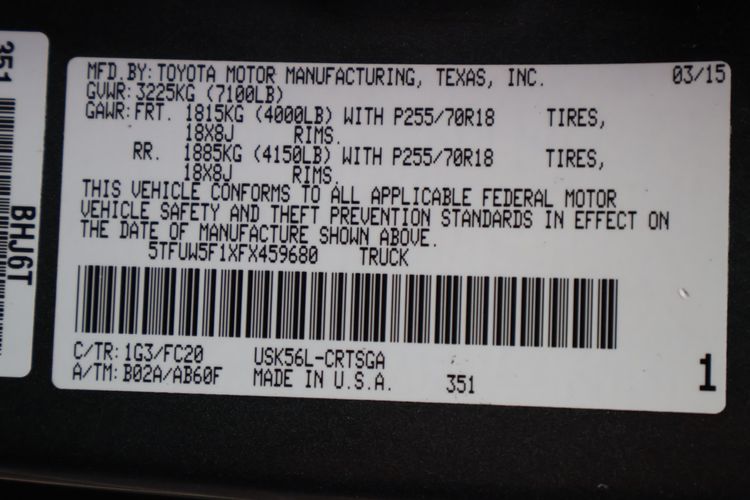 351
BHJ6T
MFD.BY: TOYOTA MOTOR MANUFACTURING, TEXAS, INC. 03/15
GVWR: 3225KG (7100LB)
GAWR: FRT. 1815KG (4000LB) WITH P255/70R18 TIRES,
18X8J RIMS.
RR. 1885KG (4150LB) WITH P255/70R18 TIRES,
18X8J RIMS.
THIS VEHICLE CONFORMS TO ALL APPLICABLE FEDERAL MOTOR
VEHICLE SAFETY AND THEFT PREVENTION STANDARDS IN EFFECT ON
THE DATE OF MANUFACTURE SHOWN ABOVE.
5TFUW5F1XFX459680 TRUCK
C/TR: 1G3/FC20 USK56L-CRTSGA
A/TM: B02A/AB60F MADE IN U.S.A. 351 1